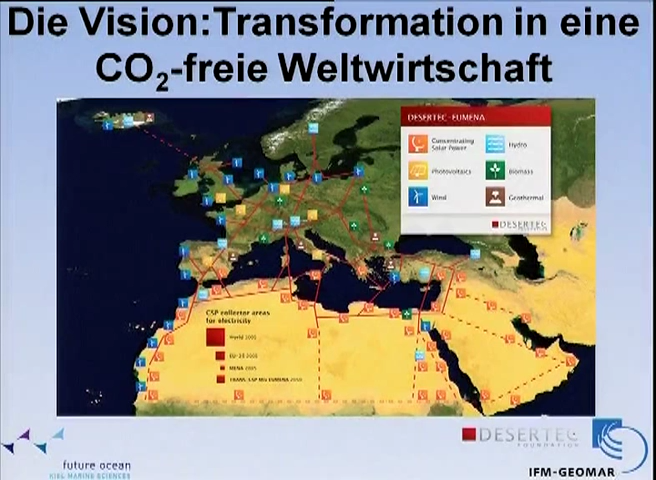 Die Vision:Transformation in eine
CO₂-freie Weltwirtschaft
DESERTEC-EUMENA
Concentrating
Solar Power
Hydro
Photovoltaics
Biomass
Wind
Geothermal
DESERTEC
FOUNDATION
CSP collector areas
for electricity
World 2005
EU-25 2005
MENA 2005
TRANS-CSP Mix EUMENA 2050
DESERTEC
FOUNDATION
future ocean
KIEL MARINE SCIENCES
IFM-GEOMAR